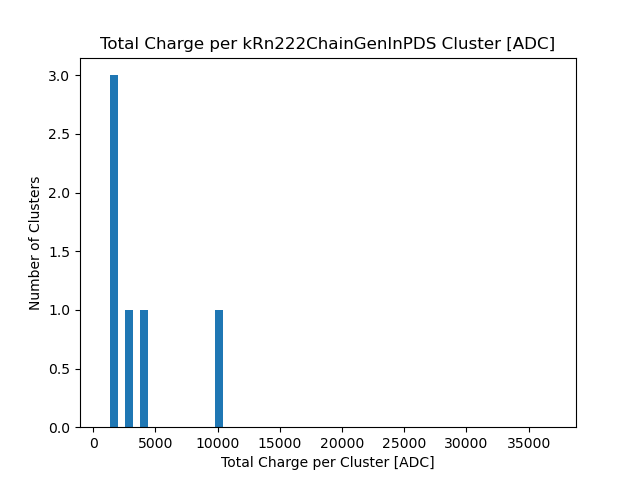 Total Charge per kRn222ChainGenInPDS Cluster [ADC]
3.0
2.5
2.0
1.5
1.0
0.5
0.0
Number of Clusters
0 5000 10000 15000 20000 25000 30000 35000
Total Charge per Cluster [ADC]